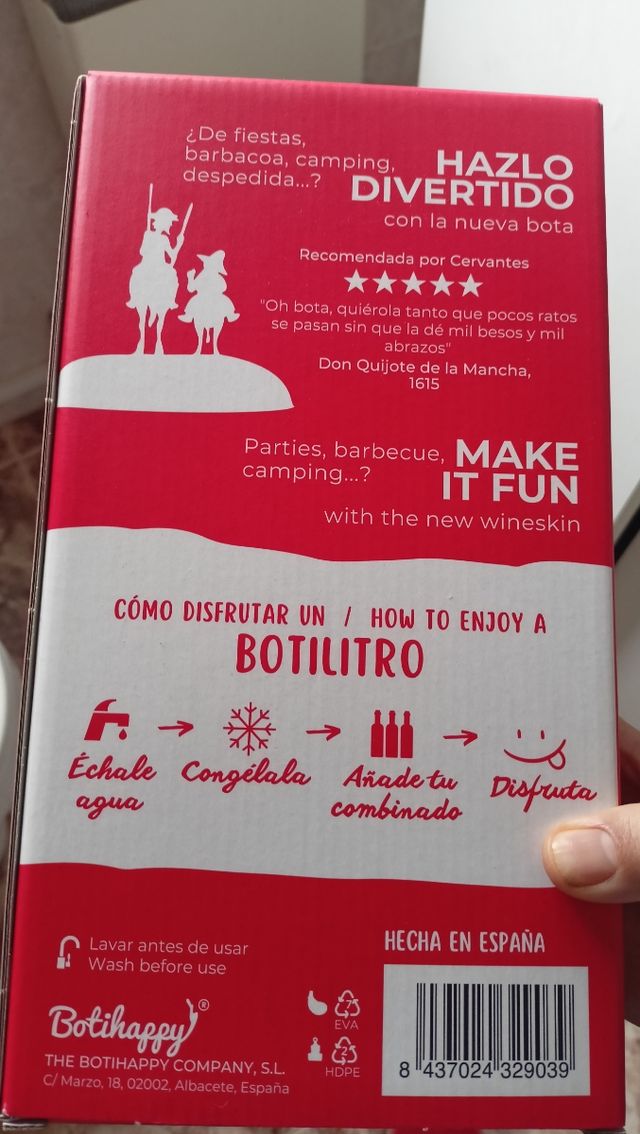 ¿De fiestas,
barbacoa, camping,
despedida...?
HAZLO
DIVERTIDO
con la nueva bota
Recomendada por Cervantes
"Oh bota, quiérola tanto que pocos ratos
se pasan sin que la dé mil besos y mil
abrazos"
Don Quijote de la Mancha,
1615
Parties, barbecue,
camping...?
MAKE
IT FUN
with the new wineskin
CÓMO DISFRUTAR UN / HOW TO ENJOY A
BOTILITRO
Échale
agua
Congélala
Añade tu
combinado
Disfruta
Lavar antes de usar
Wash before use
HECHA EN ESPAÑA
Botihappy®
THE BOTIHAPPY COMPANY, S.L.
C/ Marzo, 18, 02002, Albacete, España
7
EVA
2
HDPE
8 437024 329039